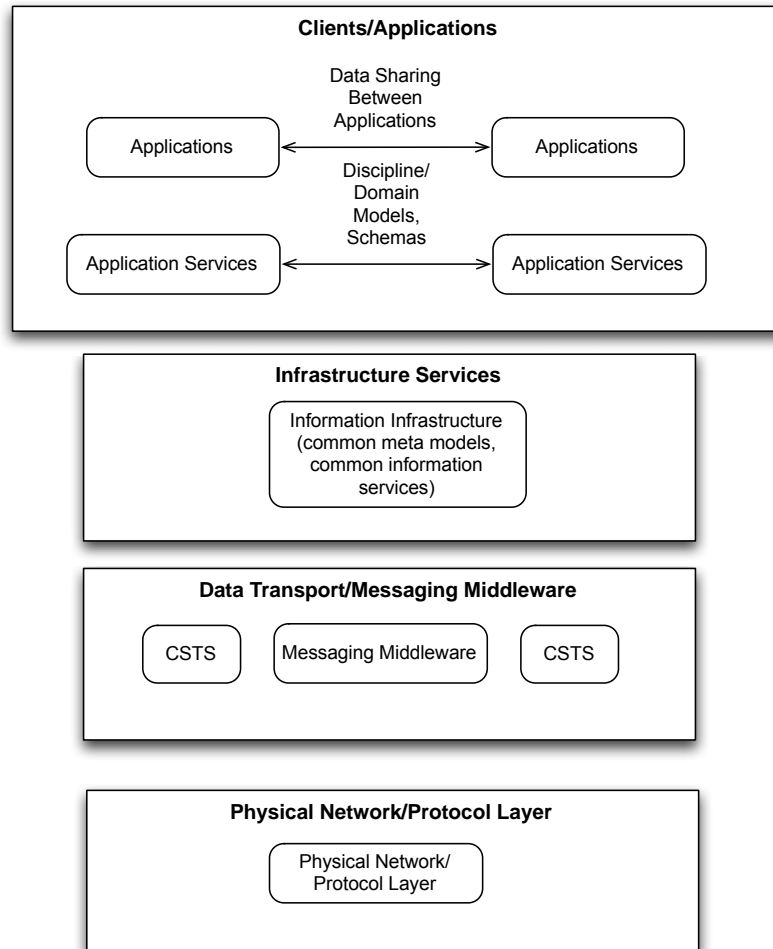 Clients/Applications
Data Sharing
Between
Applications
Applications
Applications
Discipline/
Domain
Models,
Schemas
Application Services
Application Services
Infrastructure Services
Information Infrastructure
(common meta models,
common information
services)
Data Transport/Messaging Middleware
CSTS
Messaging Middleware
CSTS
Physical Network/Protocol Layer
Physical Network/
Protocol Layer